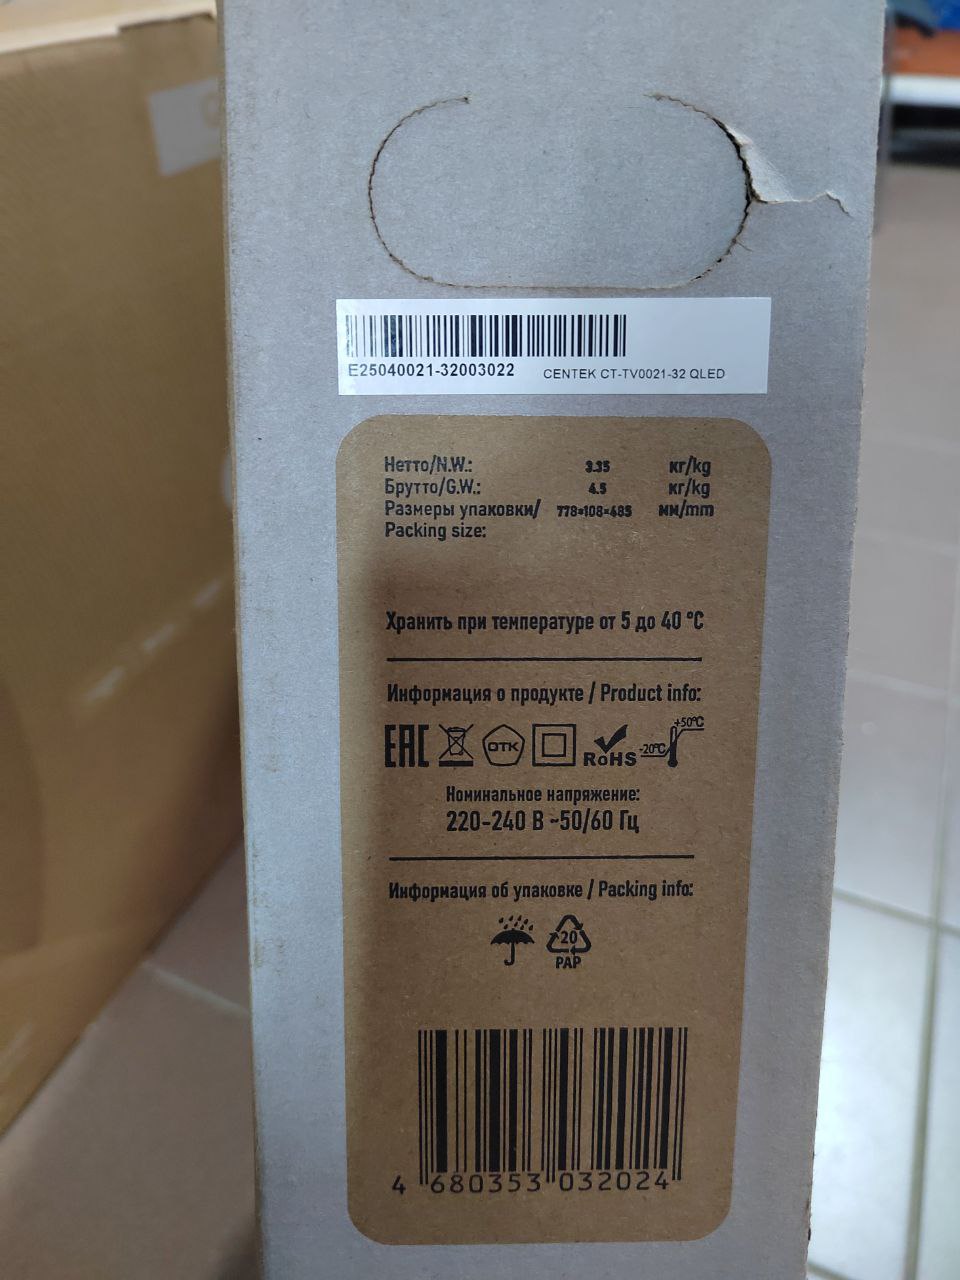 E25040021-32003022 CENTEK CT-TV0021-32 QLED
Нетто/N.W.: 3.35 кг/kg
Брутто/G.W.: 4.5 кг/kg
Размеры упаковки/ 778×108×485 мм/mm
Packing size:
Хранить при температуре от 5 до 40 °C
Информация о продукте / Product info:
EAC ОТК RoHS -20°C +50°C
Номинальное напряжение:
220-240 В ~50/60 Гц
Информация об упаковке / Packing info:
20
PAP
4 680353 032024